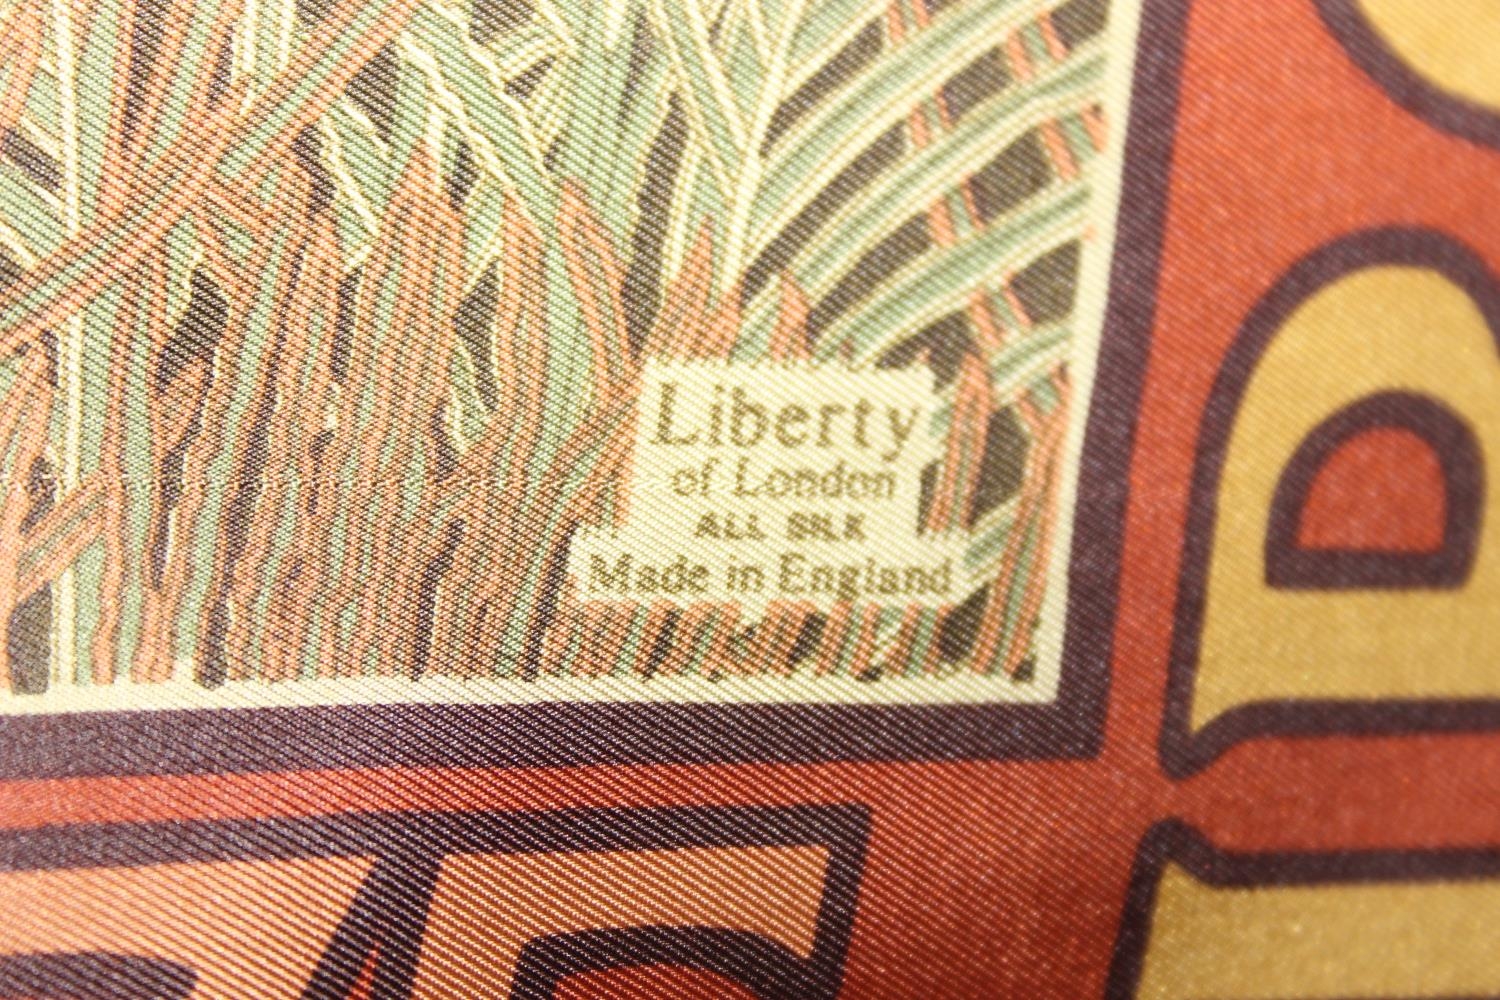 Liberty
of London
ALL SILK
Made in England